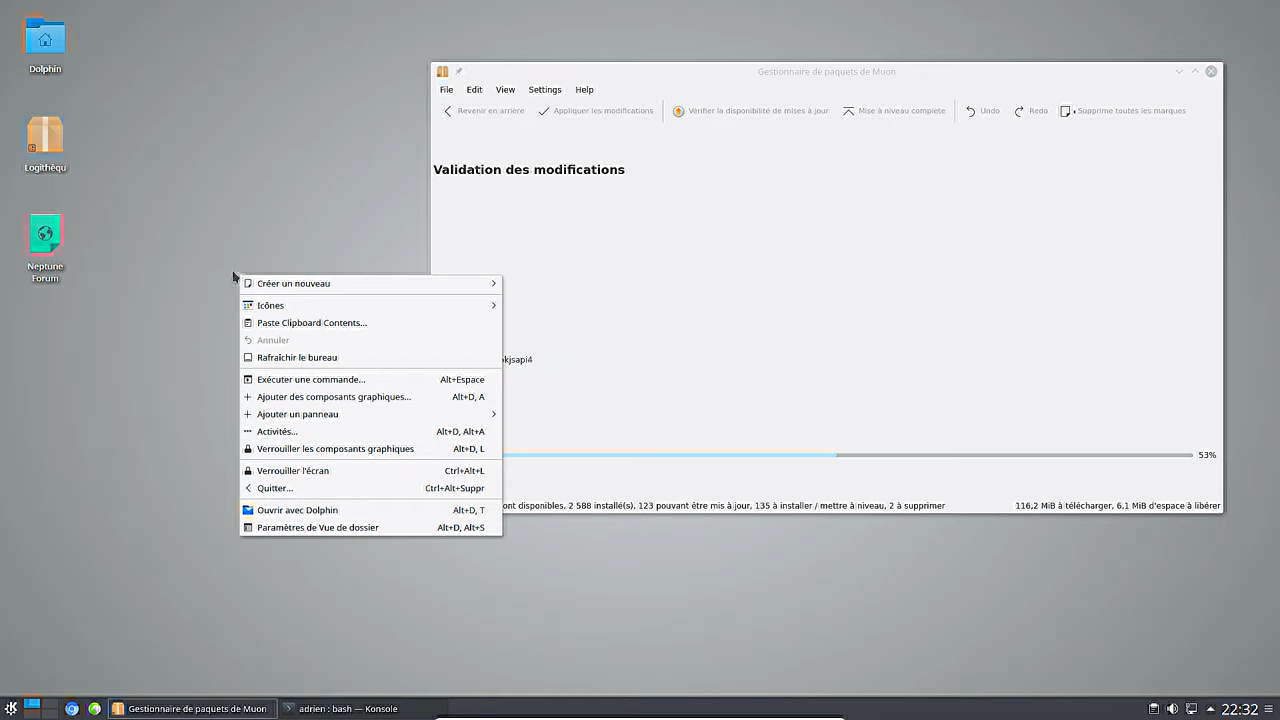 Dolphin
Logithèqu
Neptune
Forum
Gestionnaire de paquets de Muon
File Edit View Settings Help
Revenir en arrière Appliquer les modifications Vérifier la disponibilité de mises à jour Mise à niveau complète Undo Redo Supprime toutes les marques
Validation des modifications
kjsapi4
53%
ont disponibles, 2 588 installé(s), 123 pouvant être mis à jour, 135 à installer / mettre à niveau, 2 à supprimer
116,2 MiB à télécharger, 6,1 MiB d'espace à libérer
Créer un nouveau
Icônes
Paste Clipboard Contents...
Annuler
Rafraîchir le bureau
Exécuter une commande... Alt+Espace
Ajouter des composants graphiques... Alt+D, A
Ajouter un panneau
Activités... Alt+D, Alt+A
Verrouiller les composants graphiques Alt+D, L
Verrouiller l'écran Ctrl+Alt+L
Quitter... Ctrl+Alt+Suppr
Ouvrir avec Dolphin Alt+D, T
Paramètres de Vue de dossier Alt+D, Alt+S
Gestionnaire de paquets de Muon
adrien : bash — Konsole
22:32